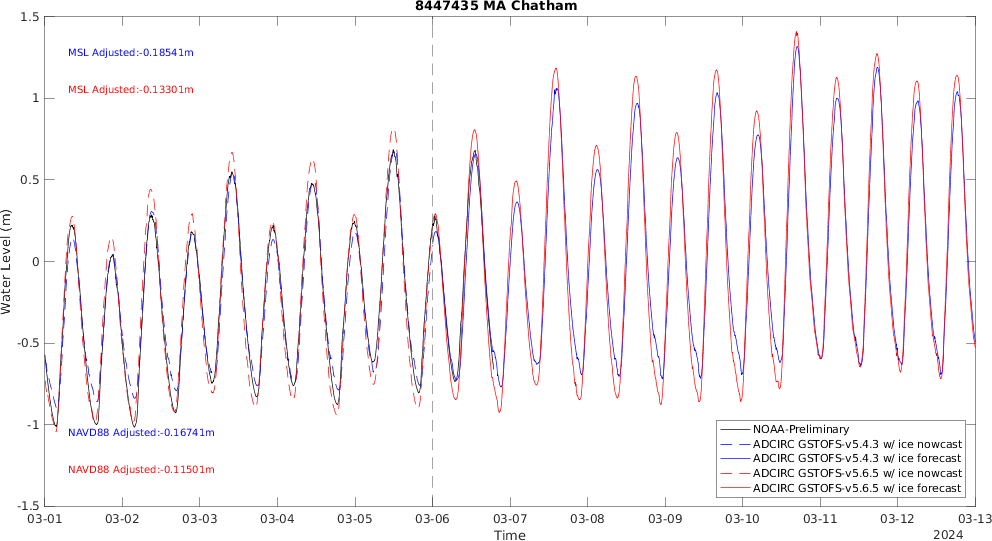 8447435 MA Chatham
MSL Adjusted:-0.18541m
MSL Adjusted:-0.13301m
NAVD88 Adjusted:-0.16741m
NAVD88 Adjusted:-0.11501m
Water Level (m)
1.5
1
0.5
0
-0.5
-1
-1.5
NOAA-Preliminary
ADCIRC GSTOFS-v5.4.3 w/ ice nowcast
ADCIRC GSTOFS-v5.4.3 w/ ice forecast
ADCIRC GSTOFS-v5.6.5 w/ ice nowcast
ADCIRC GSTOFS-v5.6.5 w/ ice forecast
03-01 03-02 03-03 03-04 03-05 03-06 03-07 03-08 03-09 03-10 03-11 03-12 03-13
Time
2024